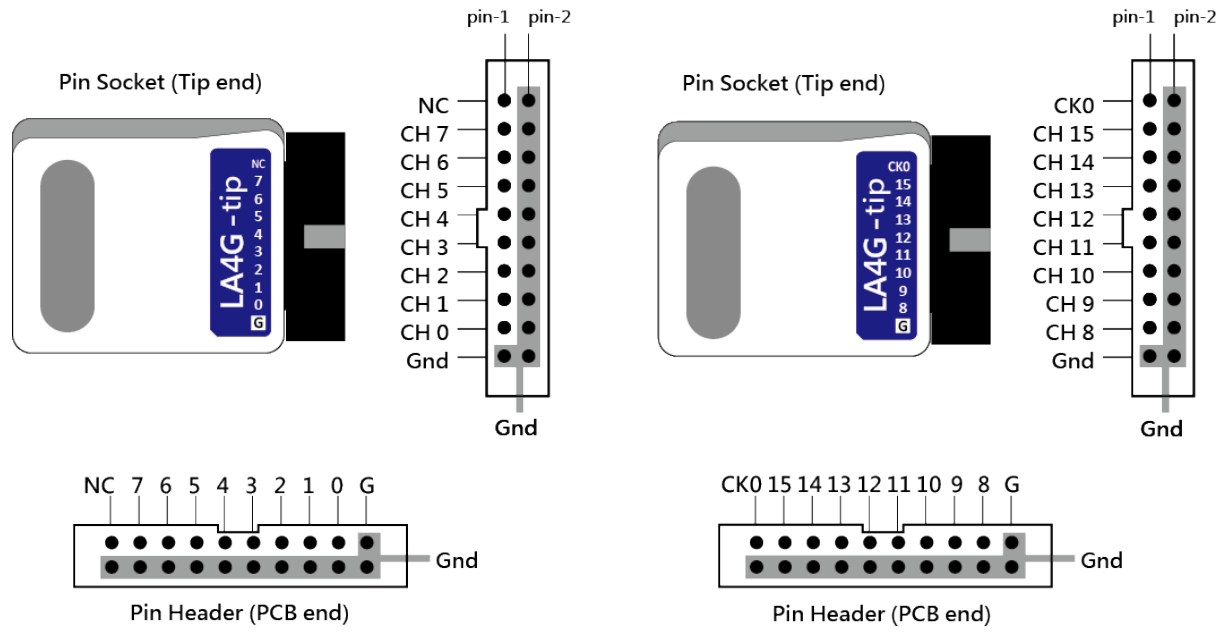 pin-1 pin-2
Pin Socket (Tip end)
NC
CH 7
CH 6
CH 5
CH 4
CH 3
CH 2
CH 1
CH 0
Gnd
Gnd
LA4G-tip
NC
7
6
5
4
3
2
1
0
G
NC 7 6 5 4 3 2 1 0 G
Gnd
Pin Header (PCB end)
pin-1 pin-2
Pin Socket (Tip end)
CK0
CH 15
CH 14
CH 13
CH 12
CH 11
CH 10
CH 9
CH 8
Gnd
Gnd
LA4G-tip
CK0
15
14
13
12
11
10
9
8
G
CK0 15 14 13 12 11 10 9 8 G
Gnd
Pin Header (PCB end)